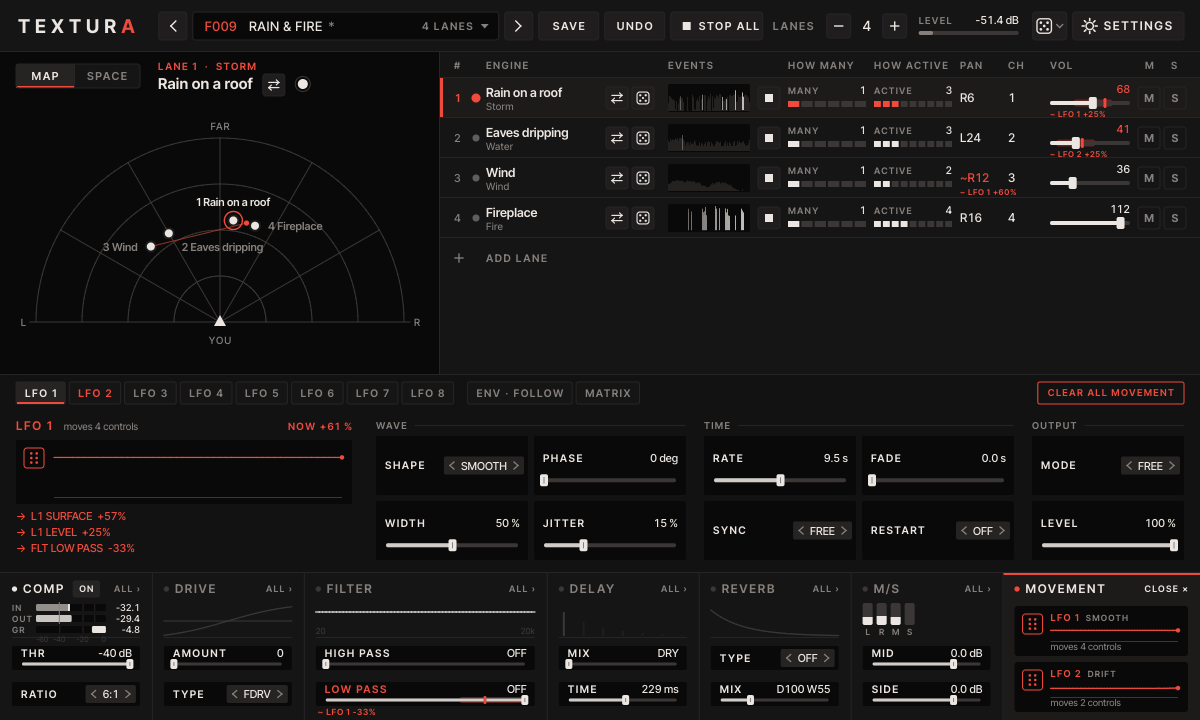 TEXTURA
F009 RAIN & FIRE * 4 LANES
SAVE
UNDO
STOP ALL
LANES
4
LEVEL -51.4 dB
SETTINGS
MAP
SPACE
LANE 1 · STORM
Rain on a roof
FAR
1 Rain on a roof
4 Fireplace
3 Wind
2 Eaves dripping
L
R
YOU
# ENGINE EVENTS HOW MANY HOW ACTIVE PAN CH VOL M S
1 Rain on a roof MANY 1 ACTIVE 3 R6 1 68 M S
Storm
~ LFO 1 +25%
2 Eaves dripping MANY 1 ACTIVE 3 L24 2 41 M S
Water
~ LFO 2 +25%
3 Wind MANY 1 ACTIVE 2 ~R12 3 36 M S
Wind
~ LFO 1 +60%
4 Fireplace MANY 1 ACTIVE 4 R16 4 112 M S
Fire
+ ADD LANE
LFO 1 LFO 2 LFO 3 LFO 4 LFO 5 LFO 6 LFO 7 LFO 8 ENV · FOLLOW MATRIX
CLEAR ALL MOVEMENT
LFO 1 moves 4 controls NOW +61 %
→ L1 SURFACE +57%
→ L1 LEVEL +25%
→ FLT LOW PASS -33%
WAVE
SHAPE < SMOOTH >
PHASE 0 deg
WIDTH 50 %
JITTER 15 %
TIME
RATE 9.5 s
FADE 0.0 s
SYNC < FREE >
RESTART < OFF >
OUTPUT
MODE < FREE >
LEVEL 100 %
COMP ON ALL ›
IN -32.1
OUT -29.4
GR -4.8
-60 -40 -20 0
THR -40 dB
RATIO < 6:1 >
DRIVE ALL ›
AMOUNT 0
TYPE < FDRV >
FILTER ALL ›
20 20k
HIGH PASS OFF
LOW PASS OFF
~ LFO 1 -33%
DELAY ALL ›
MIX DRY
TIME 229 ms
REVERB ALL ›
TYPE < OFF >
MIX D100 W55
M/S ALL ›
L R M S
MID 0.0 dB
SIDE 0.0 dB
MOVEMENT CLOSE ×
LFO 1 SMOOTH
moves 4 controls
LFO 2 DRIFT
moves 2 controls